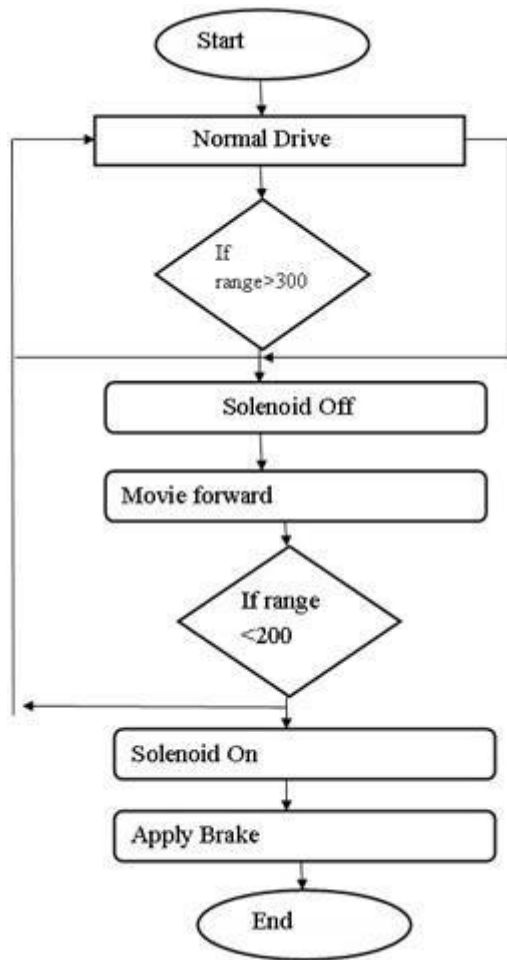 Start
Normal Drive
If
range>300
Solenoid Off
Movie forward
If range
<200
Solenoid On
Apply Brake
End